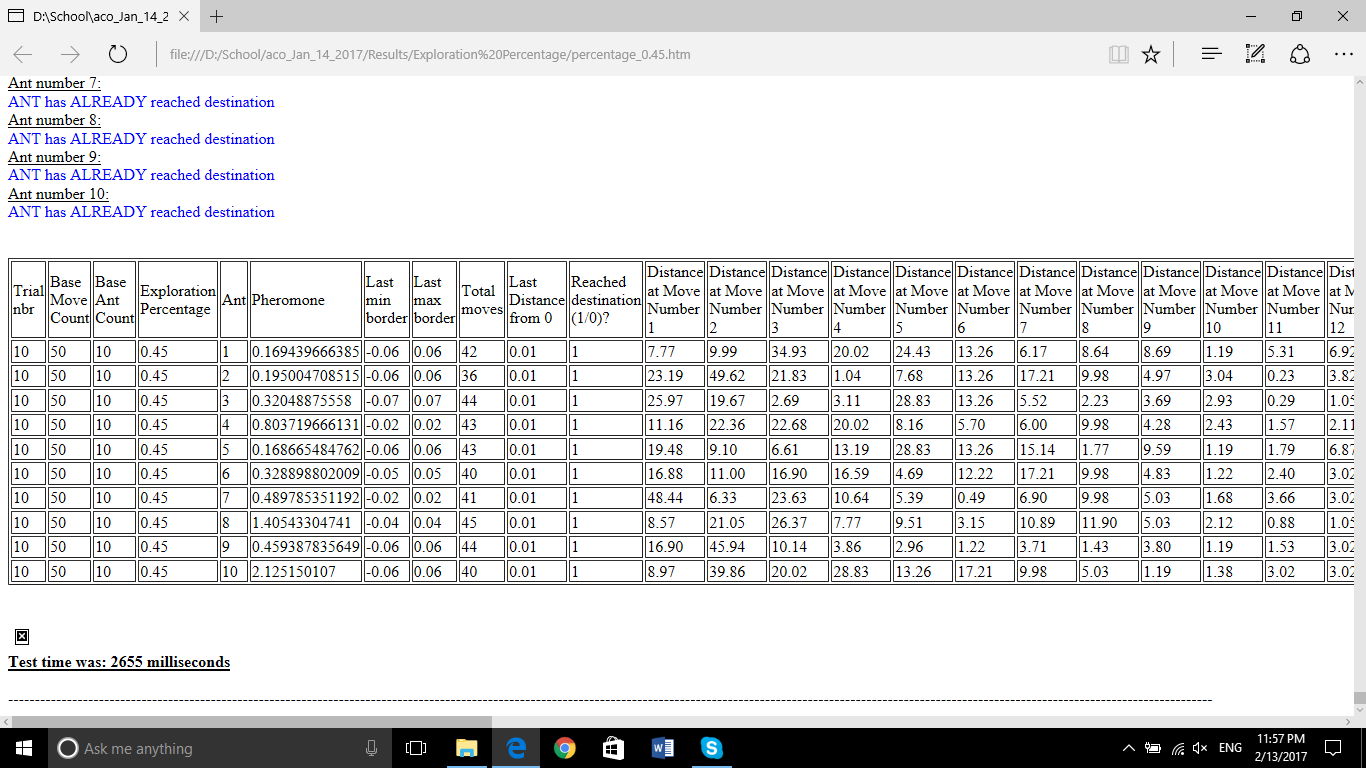 D:\School\aco_Jan_14_2
file:///D:/School/aco_Jan_14_2017/Results/Exploration%20Percentage/percentage_0.45.htm
Ant number 7:
ANT has ALREADY reached destination
Ant number 8:
ANT has ALREADY reached destination
Ant number 9:
ANT has ALREADY reached destination
Ant number 10:
ANT has ALREADY reached destination
Trial nbr Base Move Count Base Ant Count Exploration Percentage Ant Pheromone Last min border Last max border Total moves Last Distance from 0 Reached destination (1/0)? Distance at Move Number 1 Distance at Move Number 2 Distance at Move Number 3 Distance at Move Number 4 Distance at Move Number 5 Distance at Move Number 6 Distance at Move Number 7 Distance at Move Number 8 Distance at Move Number 9 Distance at Move Number 10 Distance at Move Number 11 Dist at M Num 12
10 50 10 0.45 1 0.169439666385 -0.06 0.06 42 0.01 1 7.77 9.99 34.93 20.02 24.43 13.26 6.17 8.64 8.69 1.19 5.31 6.92
10 50 10 0.45 2 0.195004708515 -0.06 0.06 36 0.01 1 23.19 49.62 21.83 1.04 7.68 13.26 17.21 9.98 4.97 3.04 0.23 3.82
10 50 10 0.45 3 0.32048875558 -0.07 0.07 44 0.01 1 25.97 19.67 2.69 3.11 28.83 13.26 5.52 2.23 3.69 2.93 0.29 1.05
10 50 10 0.45 4 0.803719666131 -0.02 0.02 43 0.01 1 11.16 22.36 22.68 20.02 8.16 5.70 6.00 9.98 4.28 2.43 1.57 2.11
10 50 10 0.45 5 0.168665484762 -0.06 0.06 43 0.01 1 19.48 9.10 6.61 13.19 28.83 13.26 15.14 1.77 9.59 1.19 1.79 6.87
10 50 10 0.45 6 0.328898802009 -0.05 0.05 40 0.01 1 16.88 11.00 16.90 16.59 4.69 12.22 17.21 9.98 4.83 1.22 2.40 3.02
10 50 10 0.45 7 0.489785351192 -0.02 0.02 41 0.01 1 48.44 6.33 23.63 10.64 5.39 0.49 6.90 9.98 5.03 1.68 3.66 3.02
10 50 10 0.45 8 1.40543304741 -0.04 0.04 45 0.01 1 8.57 21.05 26.37 7.77 9.51 3.15 10.89 11.90 5.03 2.12 0.88 1.05
10 50 10 0.45 9 0.459387835649 -0.06 0.06 44 0.01 1 16.90 45.94 10.14 3.86 2.96 1.22 3.71 1.43 3.80 1.19 1.53 3.02
10 50 10 0.45 10 2.125150107 -0.06 0.06 40 0.01 1 8.97 39.86 20.02 28.83 13.26 17.21 9.98 5.03 1.19 1.38 3.02 3.02
Test time was: 2655 milliseconds
Ask me anything
ENG
11:57 PM
2/13/2017